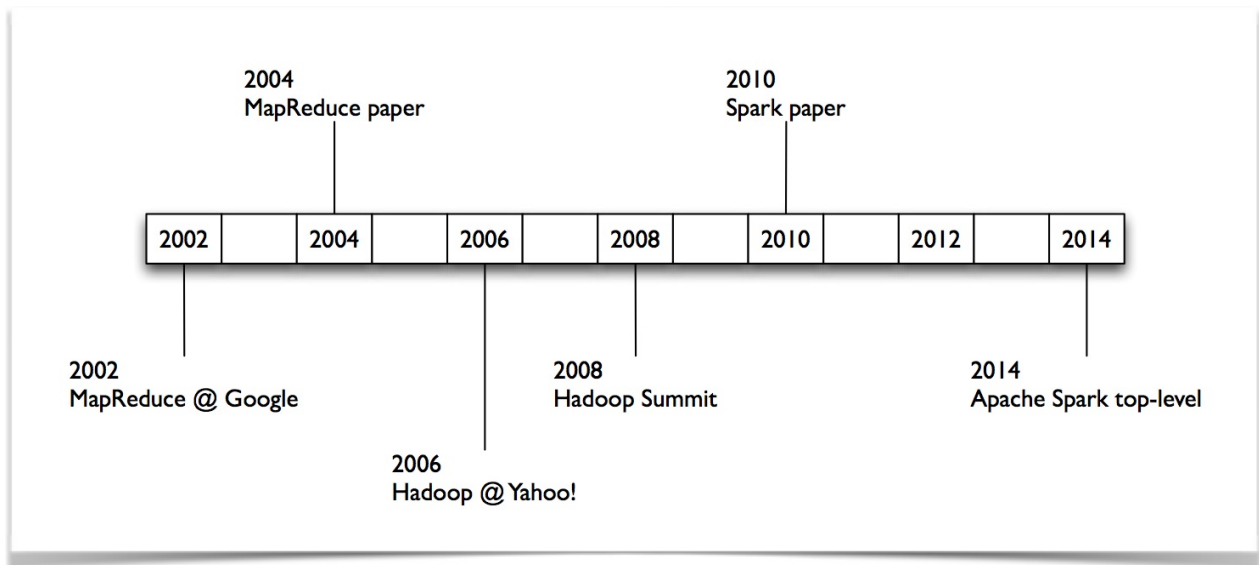 2004
MapReduce paper
2010
Spark paper
2002 2004 2006 2008 2010 2012 2014
2002
MapReduce @ Google
2008
Hadoop Summit
2014
Apache Spark top-level
2006
Hadoop @ Yahoo!